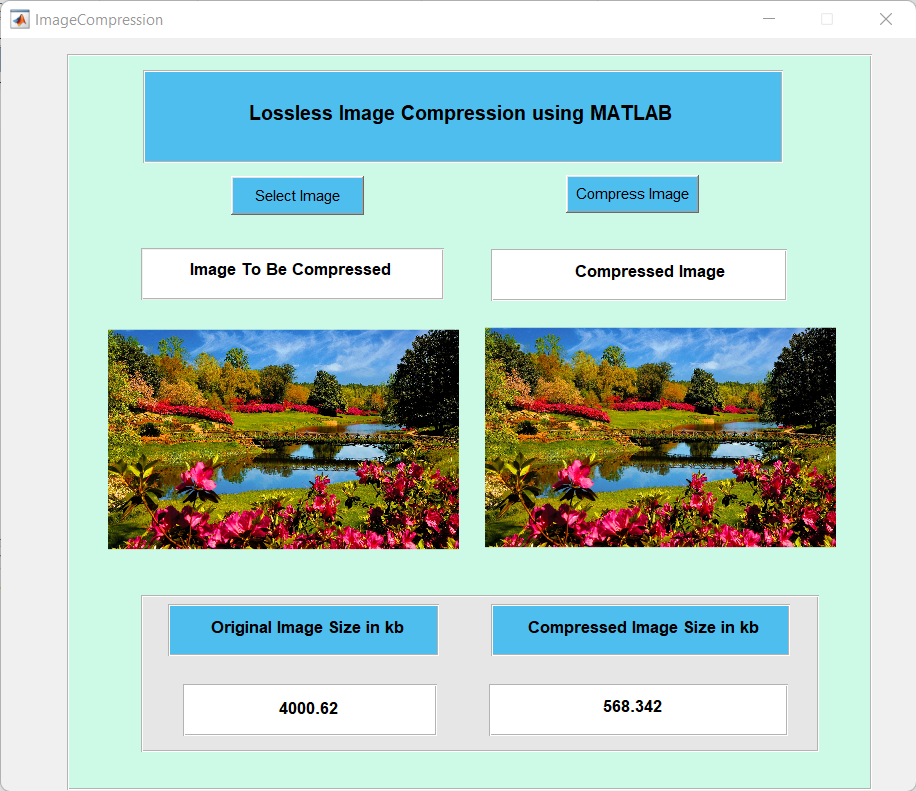 ImageCompression
Lossless Image Compression using MATLAB
Select Image
Compress Image
Image To Be Compressed
Compressed Image
Original Image Size in kb
Compressed Image Size in kb
4000.62
568.342